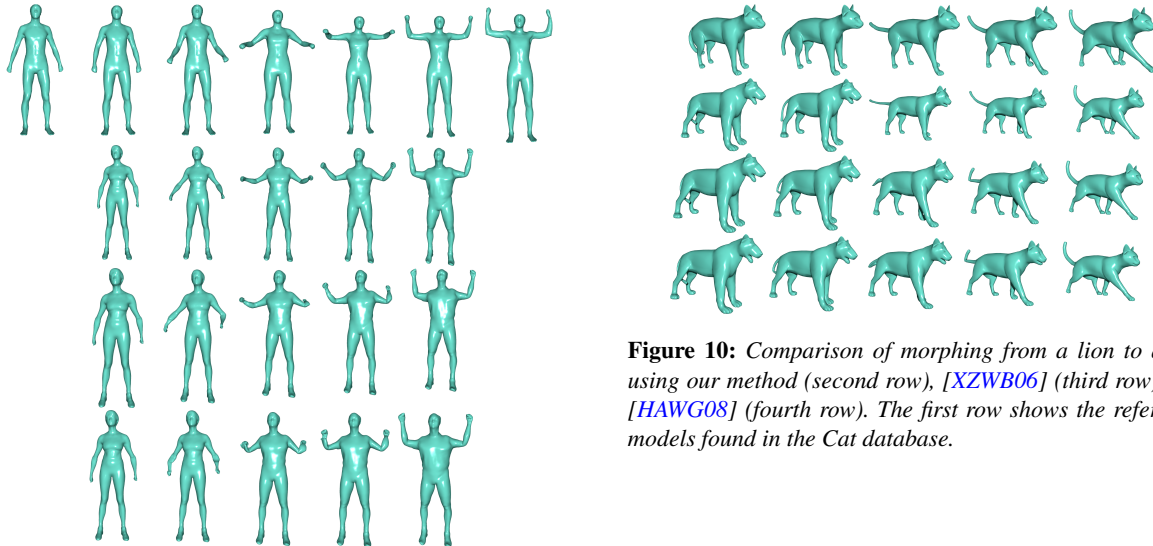 Figure 10: Comparison of morphing from a lion to
using our method (second row), [XZWB06] (third row)
[HAWG08] (fourth row). The first row shows the
models found in the Cat database.